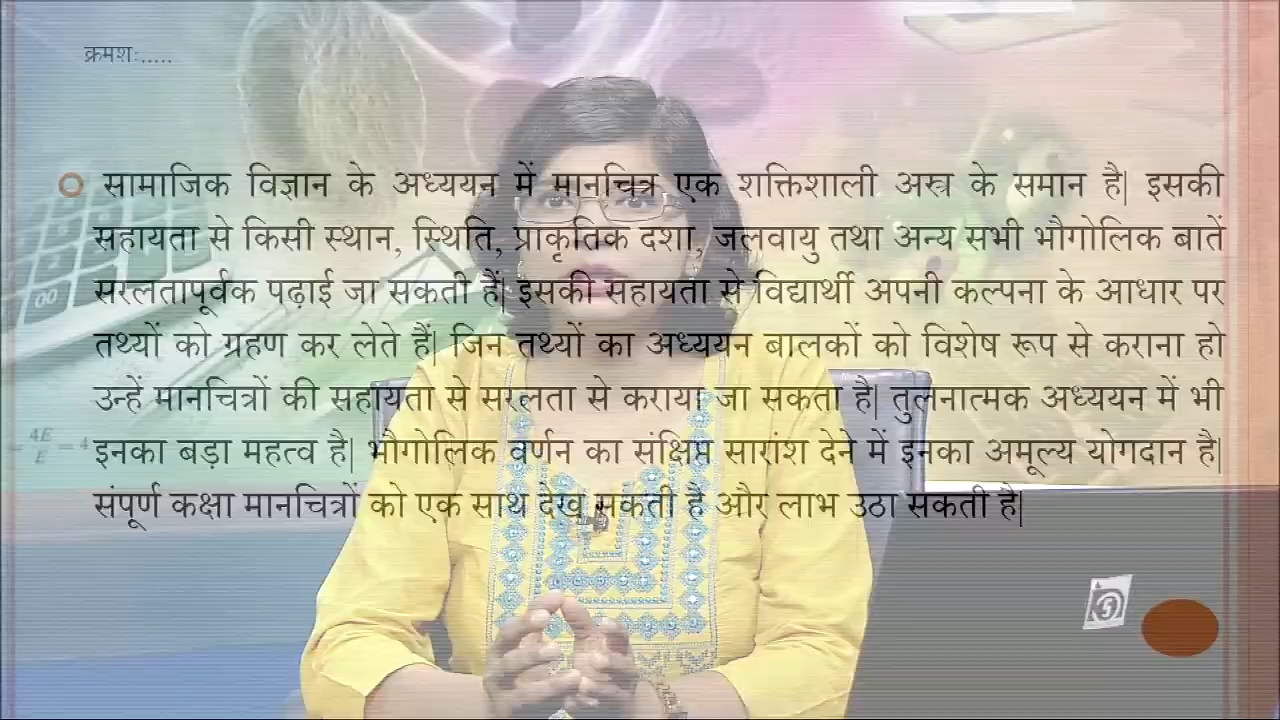 क्रमशः.....
सामाजिक विज्ञान के अध्ययन में मानचित्र एक शक्तिशाली अस्त्र के समान है| इसकी
सहायता से किसी स्थान, स्थिति, प्राकृतिक दशा, जलवायु तथा अन्य सभी भौगोलिक बातें
सरलतापूर्वक पढ़ाई जा सकती हैं| इसकी सहायता से विद्यार्थी अपनी कल्पना के आधार पर
तथ्यों को ग्रहण कर लेते हैं| जिन तथ्यों का अध्ययन बालकों को विशेष रूप से कराना हो
उन्हें मानचित्रों की सहायता से सरलता से कराया जा सकता है| तुलनात्मक अध्ययन में भी
इनका बड़ा महत्व है| भौगोलिक वर्णन का संक्षिप्त सारांश देने में इनका अमूल्य योगदान है|
संपूर्ण कक्षा मानचित्रों को एक साथ देख सकती है और लाभ उठा सकती है|